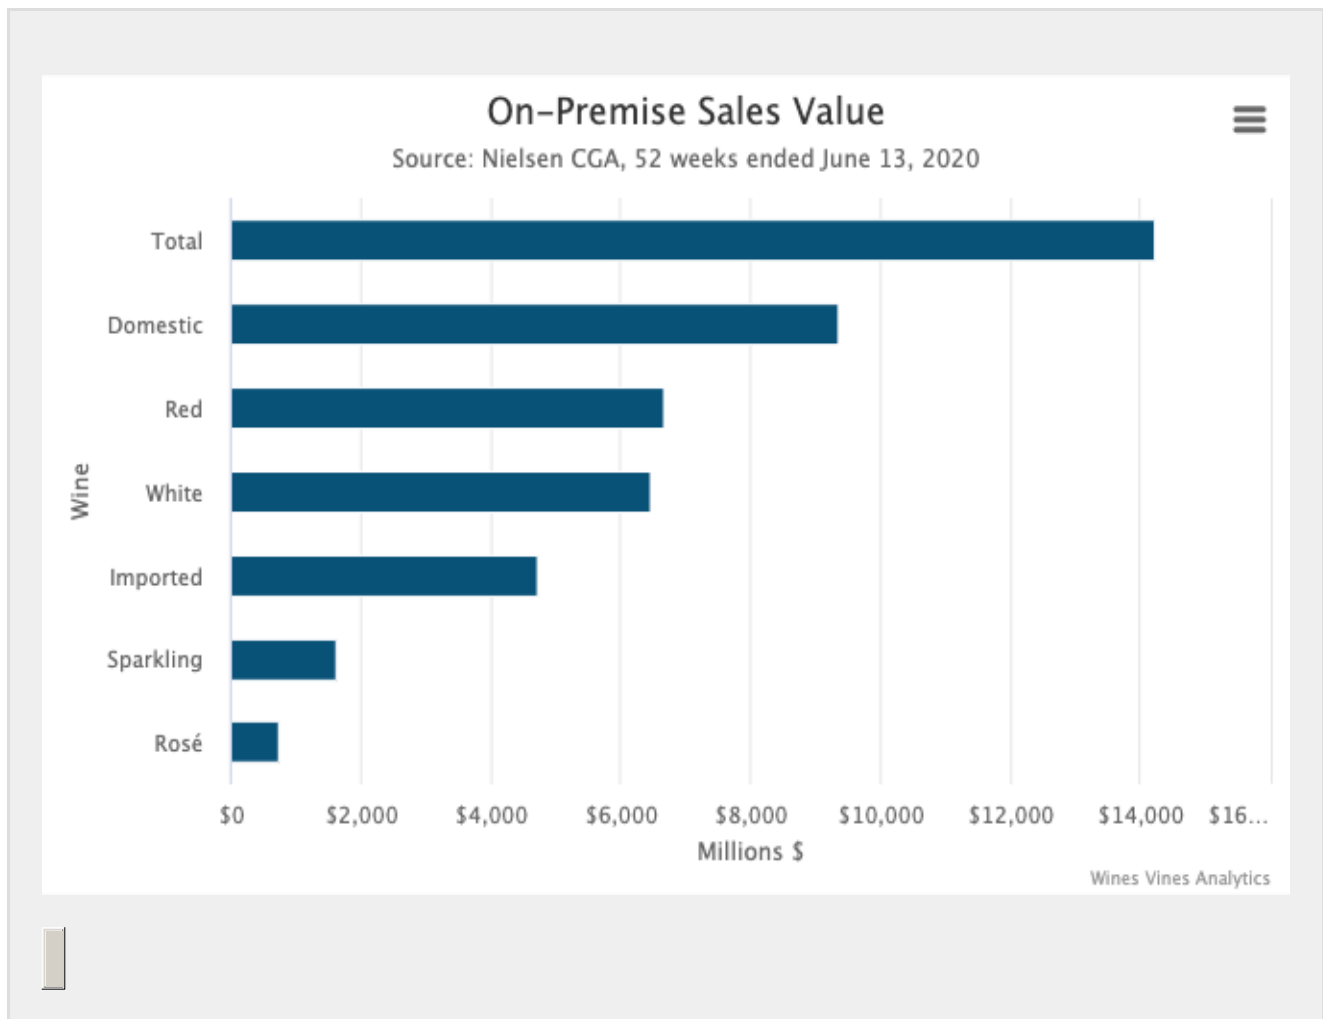 On-Premise Sales Value
Source: Nielsen CGA, 52 weeks ended June 13, 2020
Total
Domestic
Red
White
Imported
Sparkling
Rosé
Wine
$0 $2,000 $4,000 $6,000 $8,000 $10,000 $12,000 $14,000 $16...
Millions $
Wines Vines Analytics